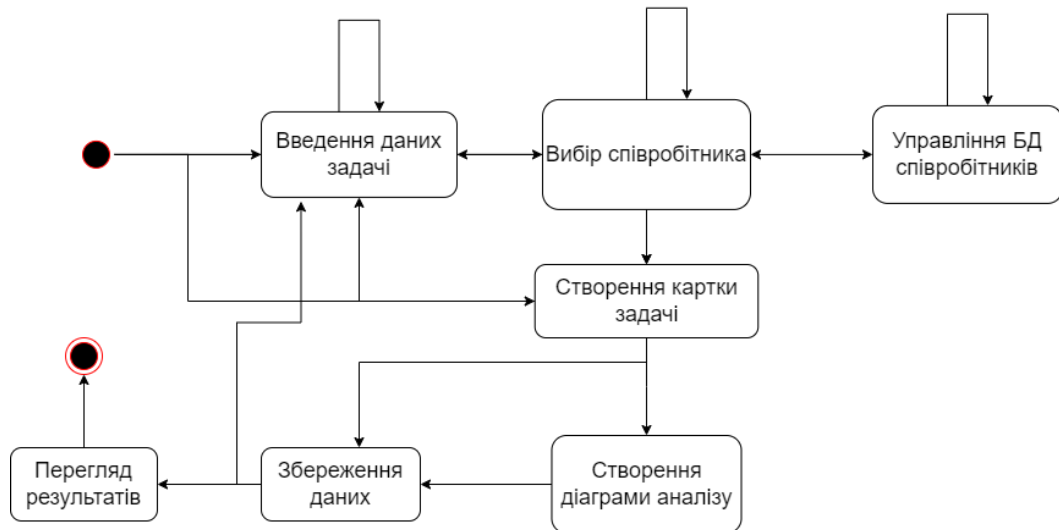 Введення даних
задачі
Вибір співробітника
Управління БД
співробітників
Створення картки
задачі
Перегляд
результатів
Збереження
даних
Створення
діаграми аналізу